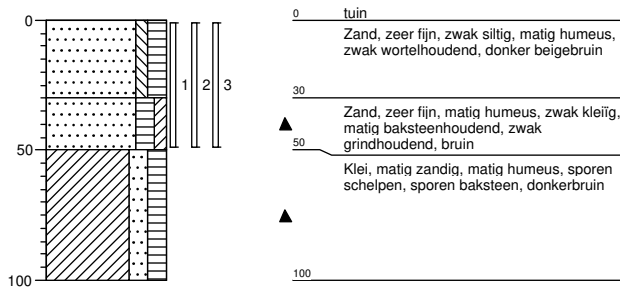 0
50
100
1 2 3
0 tuin
Zand, zeer fijn, zwak siltig, matig humeus,
zwak wortelhoudend, donker beigebruin
30
Zand, zeer fijn, matig humeus, zwak kleiïg,
matig baksteenhoudend, zwak
grindhoudend, bruin
50
Klei, matig zandig, matig humeus, sporen
schelpen, sporen baksteen, donkerbruin
100